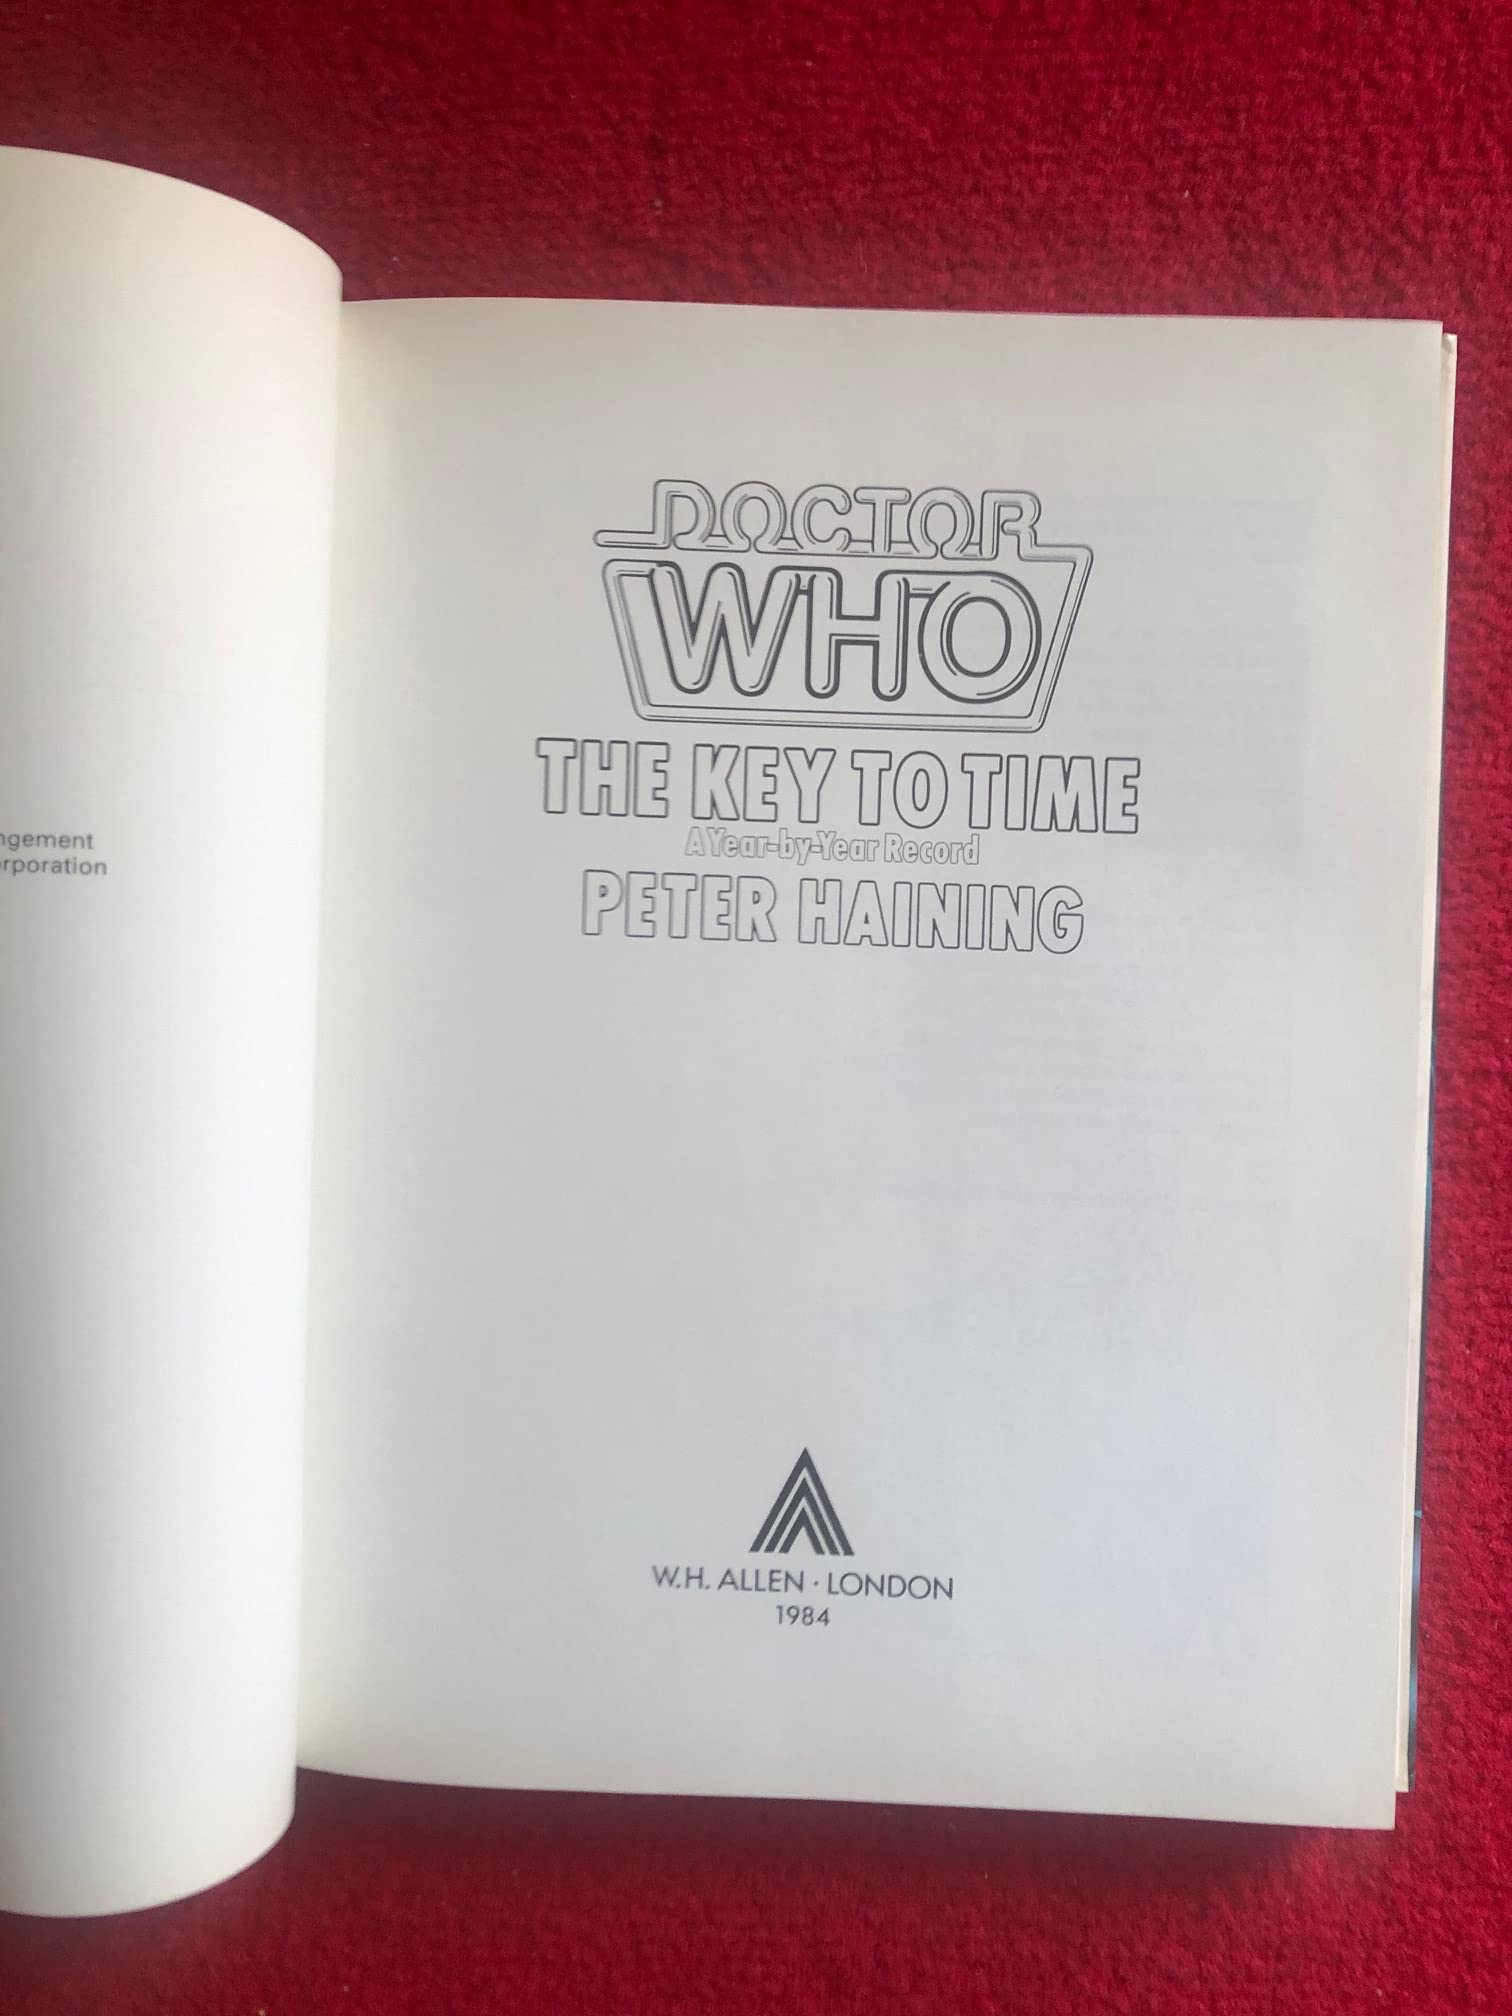 ngement
rporation
DOCTOR
WHO
THE KEY TO TIME
A Year-by-Year Record
PETER HAINING
W.H. ALLEN · LONDON
1984